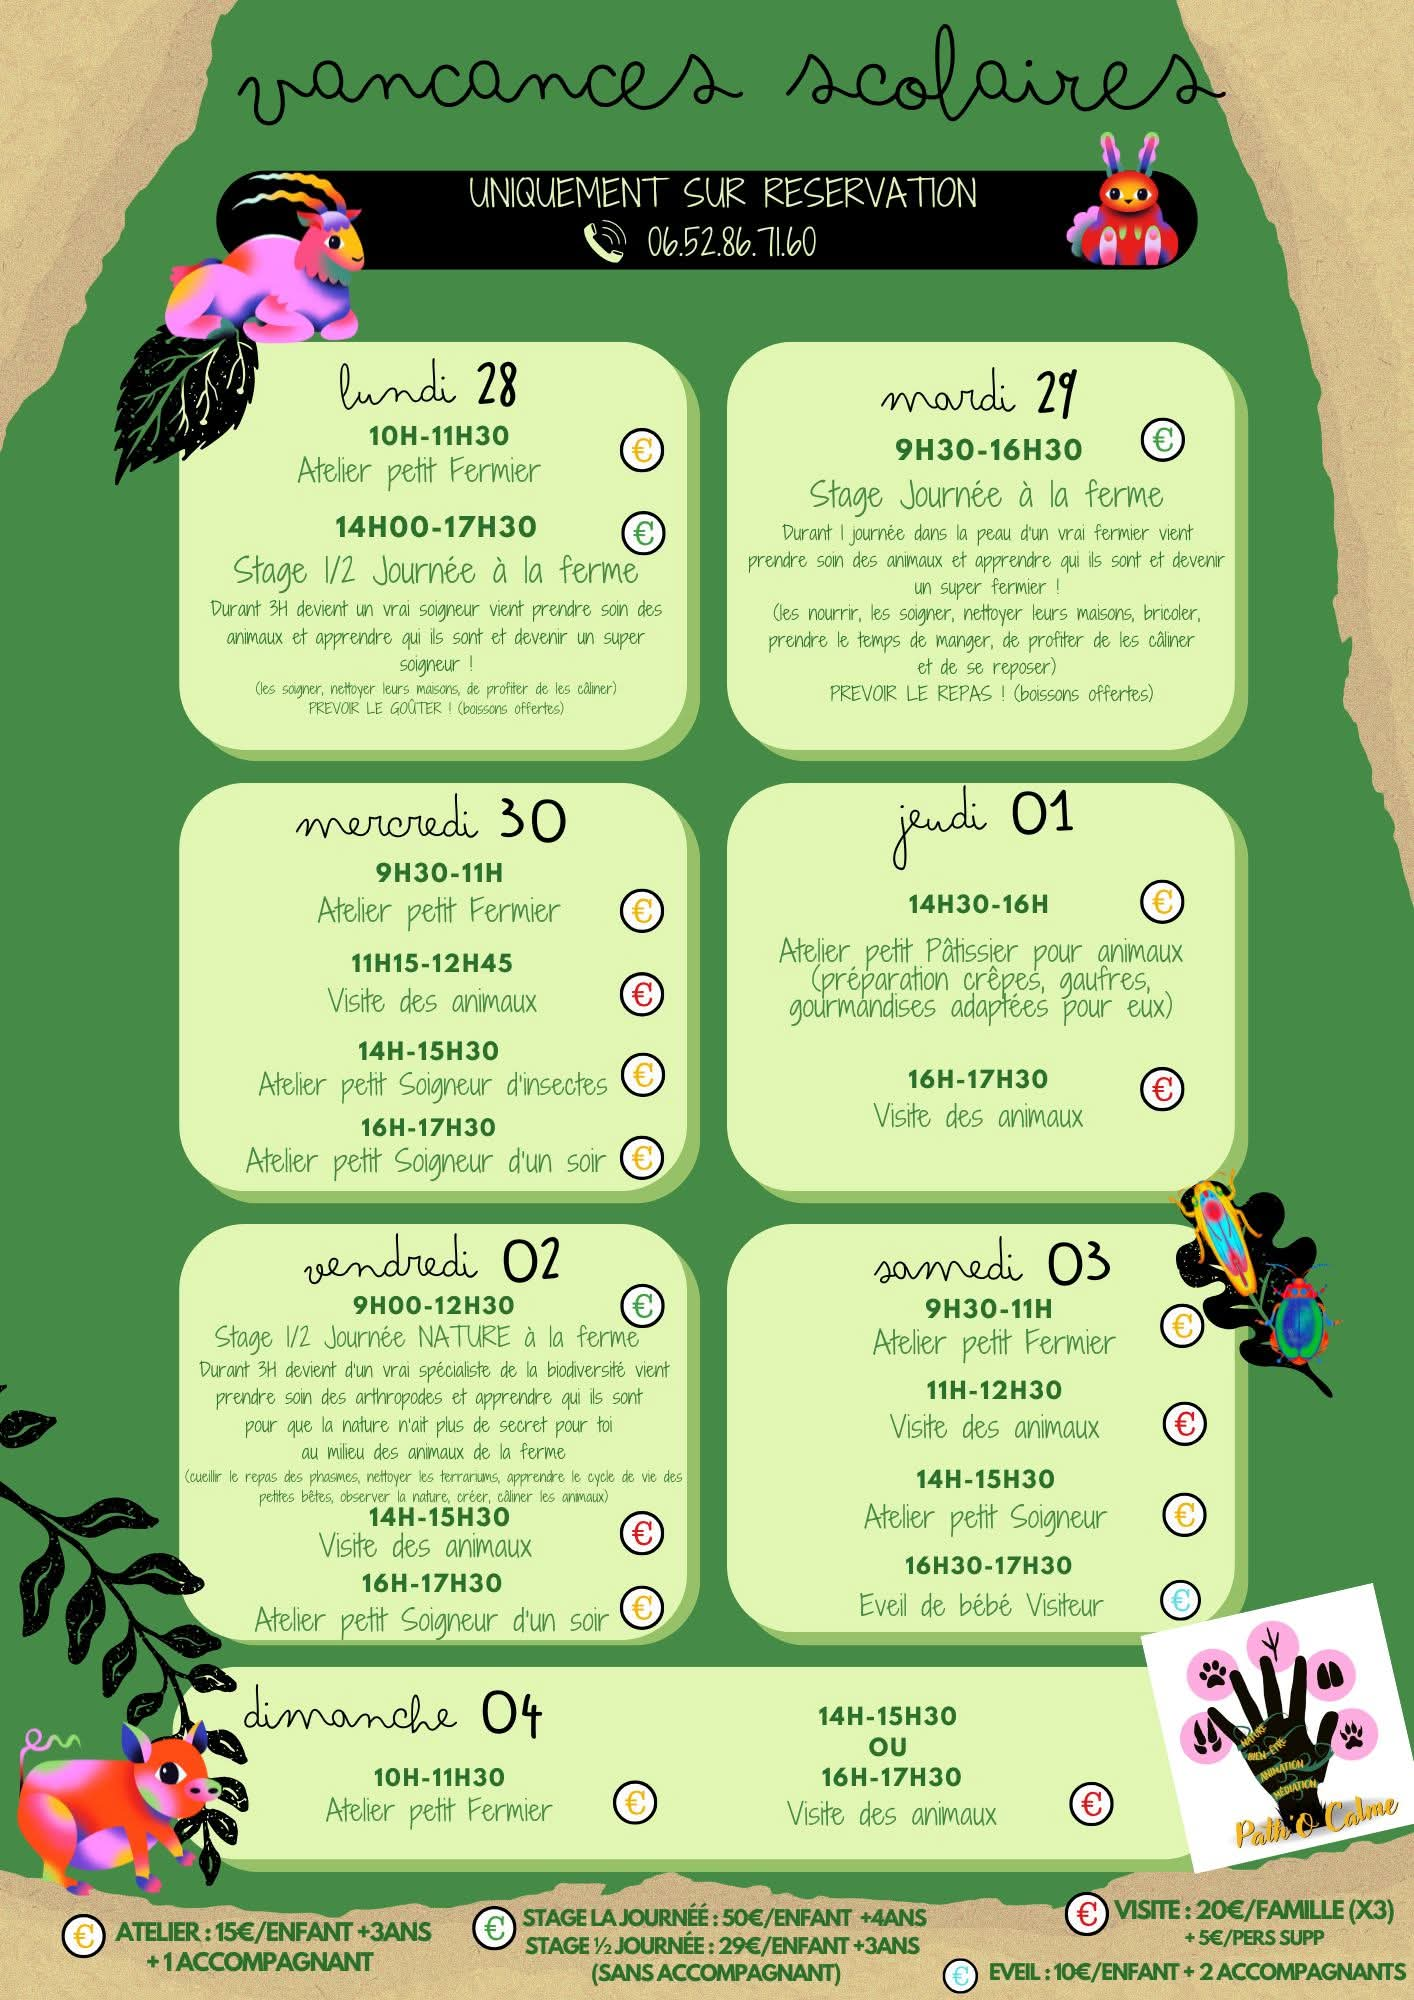 vancances scolaires
UNIQUEMENT SUR RESERVATION
06.52.86.71.60
lundi 28
10H-11H30
Atelier petit Fermier
€
14H00-17H30
€
Stage 1/2 Journée à la ferme
Durant 3H devient un vrai soigneur vient prendre soin des
animaux et apprendre qui ils sont et devenir un super
soigneur !
(les soigner, nettoyer leurs maisons, de profiter de les câliner)
PREVOIR LE GOÛTER ! (boissons offertes)
mardi 29
9H30-16H30
€
Stage Journée à la ferme
Durant 1 journée dans la peau d'un vrai fermier vient
prendre soin des animaux et apprendre qui ils sont et devenir
un super fermier !
(les nourrir, les soigner, nettoyer leurs maisons, bricoler,
prendre le temps de manger, de profiter de les câliner
et de se reposer)
PREVOIR LE REPAS ! (boissons offertes)
mercredi 30
9H30-11H
Atelier petit Fermier
€
11H15-12H45
Visite des animaux
€
14H-15H30
Atelier petit Soigneur d'insectes
€
16H-17H30
Atelier petit Soigneur d'un soir
€
jeudi 01
14H30-16H
€
Atelier petit Pâtissier pour animaux
(préparation crêpes, gaufres,
gourmandises adaptées pour eux)
16H-17H30
€
Visite des animaux
vendredi 02
9H00-12H30
€
Stage 1/2 Journée NATURE à la ferme
Durant 3H devient d'un vrai spécialiste de la biodiversité vient
prendre soin des arthropodes et apprendre qui ils sont
pour que la nature n'ait plus de secret pour toi
au milieu des animaux de la ferme
(cueillir le repas des phasmes, nettoyer les terrariums, apprendre le cycle de vie des
petites bêtes, observer la nature, créer, câliner les animaux)
14H-15H30
Visite des animaux
€
16H-17H30
Atelier petit Soigneur d'un soir
€
samedi 03
9H30-11H
Atelier petit Fermier
€
11H-12H30
Visite des animaux
€
14H-15H30
Atelier petit Soigneur
€
16H30-17H30
Eveil de bébé Visiteur
€
dimanche 04
10H-11H30
Atelier petit Fermier
€
14H-15H30
OU
16H-17H30
Visite des animaux
€
NATURE
BIEN-ÊTRE
ANIMATION
MÉDIATION
Path'O Calme
€ ATELIER : 15€/ENFANT +3ANS
+ 1 ACCOMPAGNANT
€ STAGE LA JOURNÉÉ : 50€/ENFANT +4ANS
STAGE ½ JOURNÉE : 29€/ENFANT +3ANS
(SANS ACCOMPAGNANT)
€ VISITE : 20€/FAMILLE (X3)
+ 5€/PERS SUPP
€ EVEIL : 10€/ENFANT + 2 ACCOMPAGNANTS